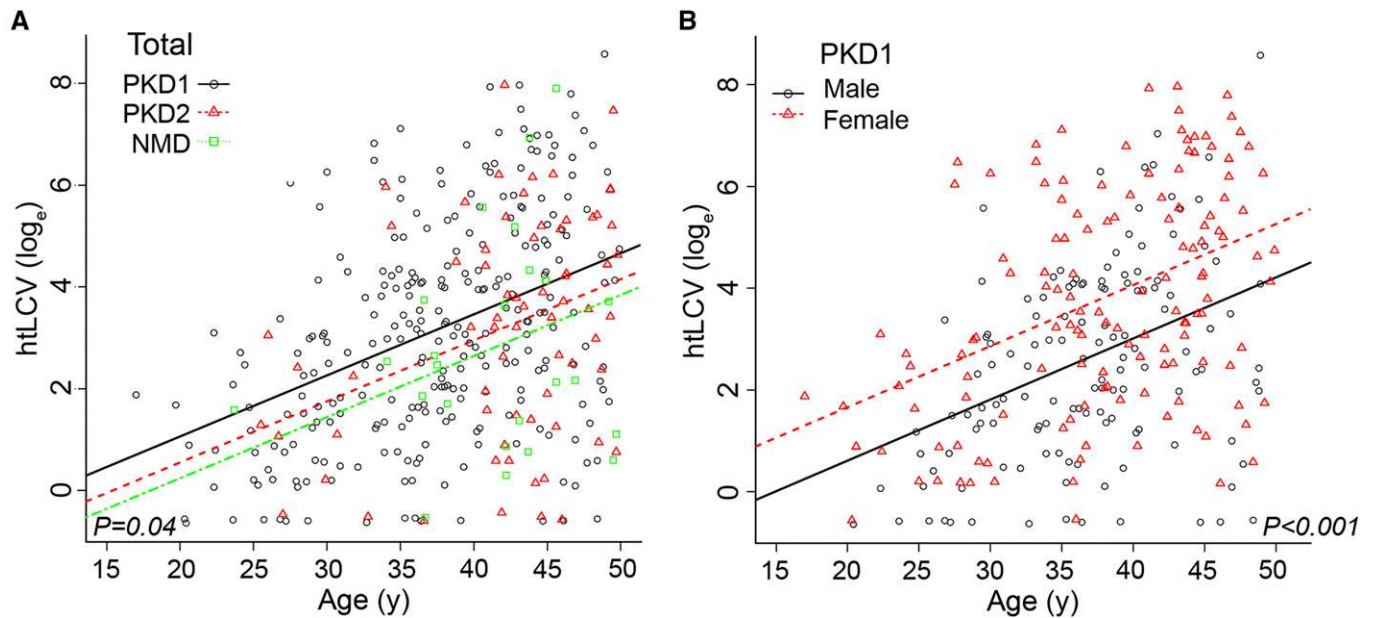 A
Total
PKD1
PKD2
NMD
htLCV (logₑ)
8
6
4
2
0
P=0.04
15 20 25 30 35 40 45 50
Age (y)
B
PKD1
Male
Female
htLCV (logₑ)
8
6
4
2
0
P<0.001
15 20 25 30 35 40 45 50
Age (y)